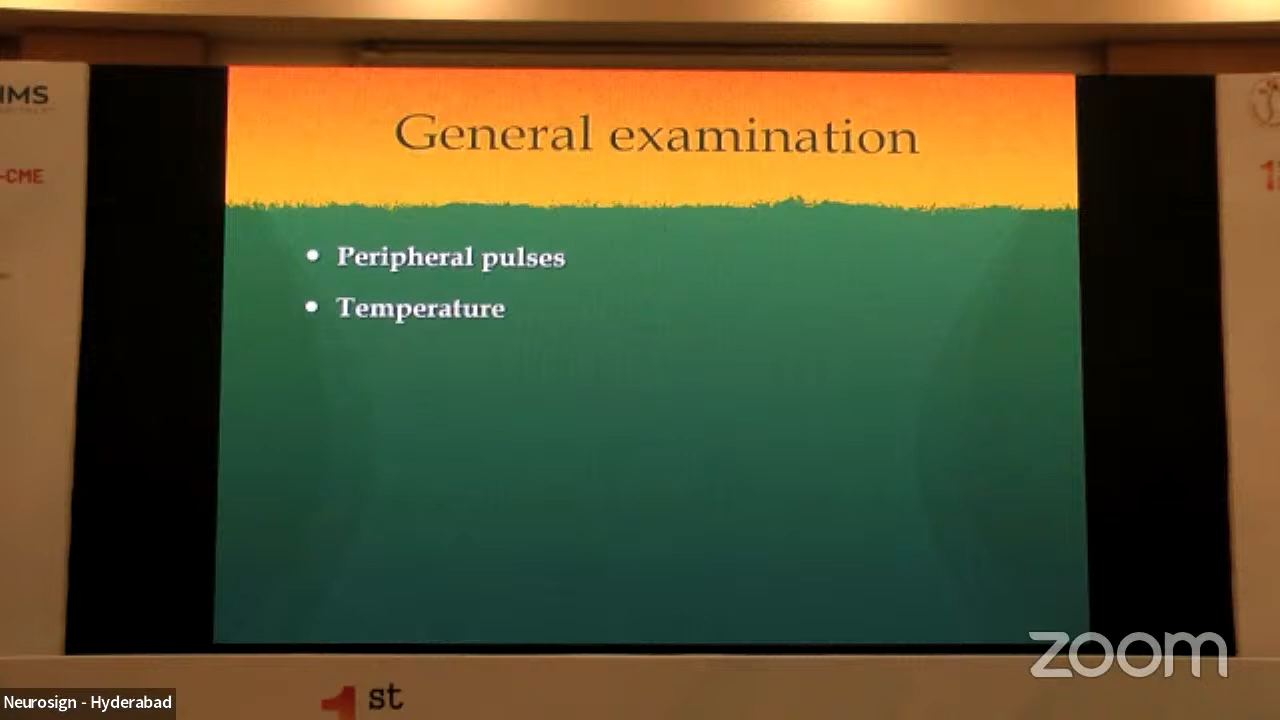 IMS
-CME
General examination
• Peripheral pulses
• Temperature
1st
zoom
Neurosign - Hyderabad